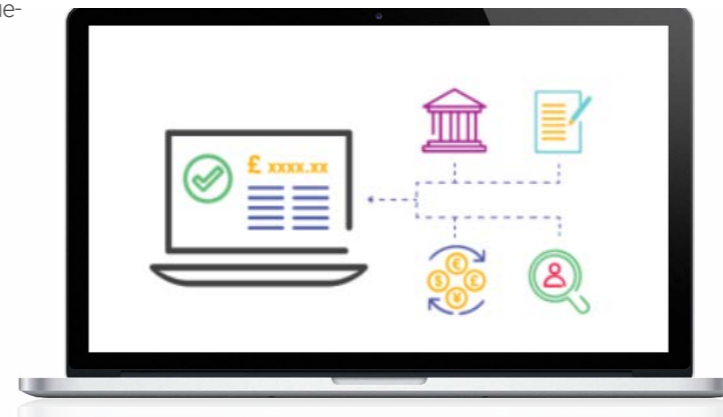 ue-
£ xxxx.xx
$ € £ ¥